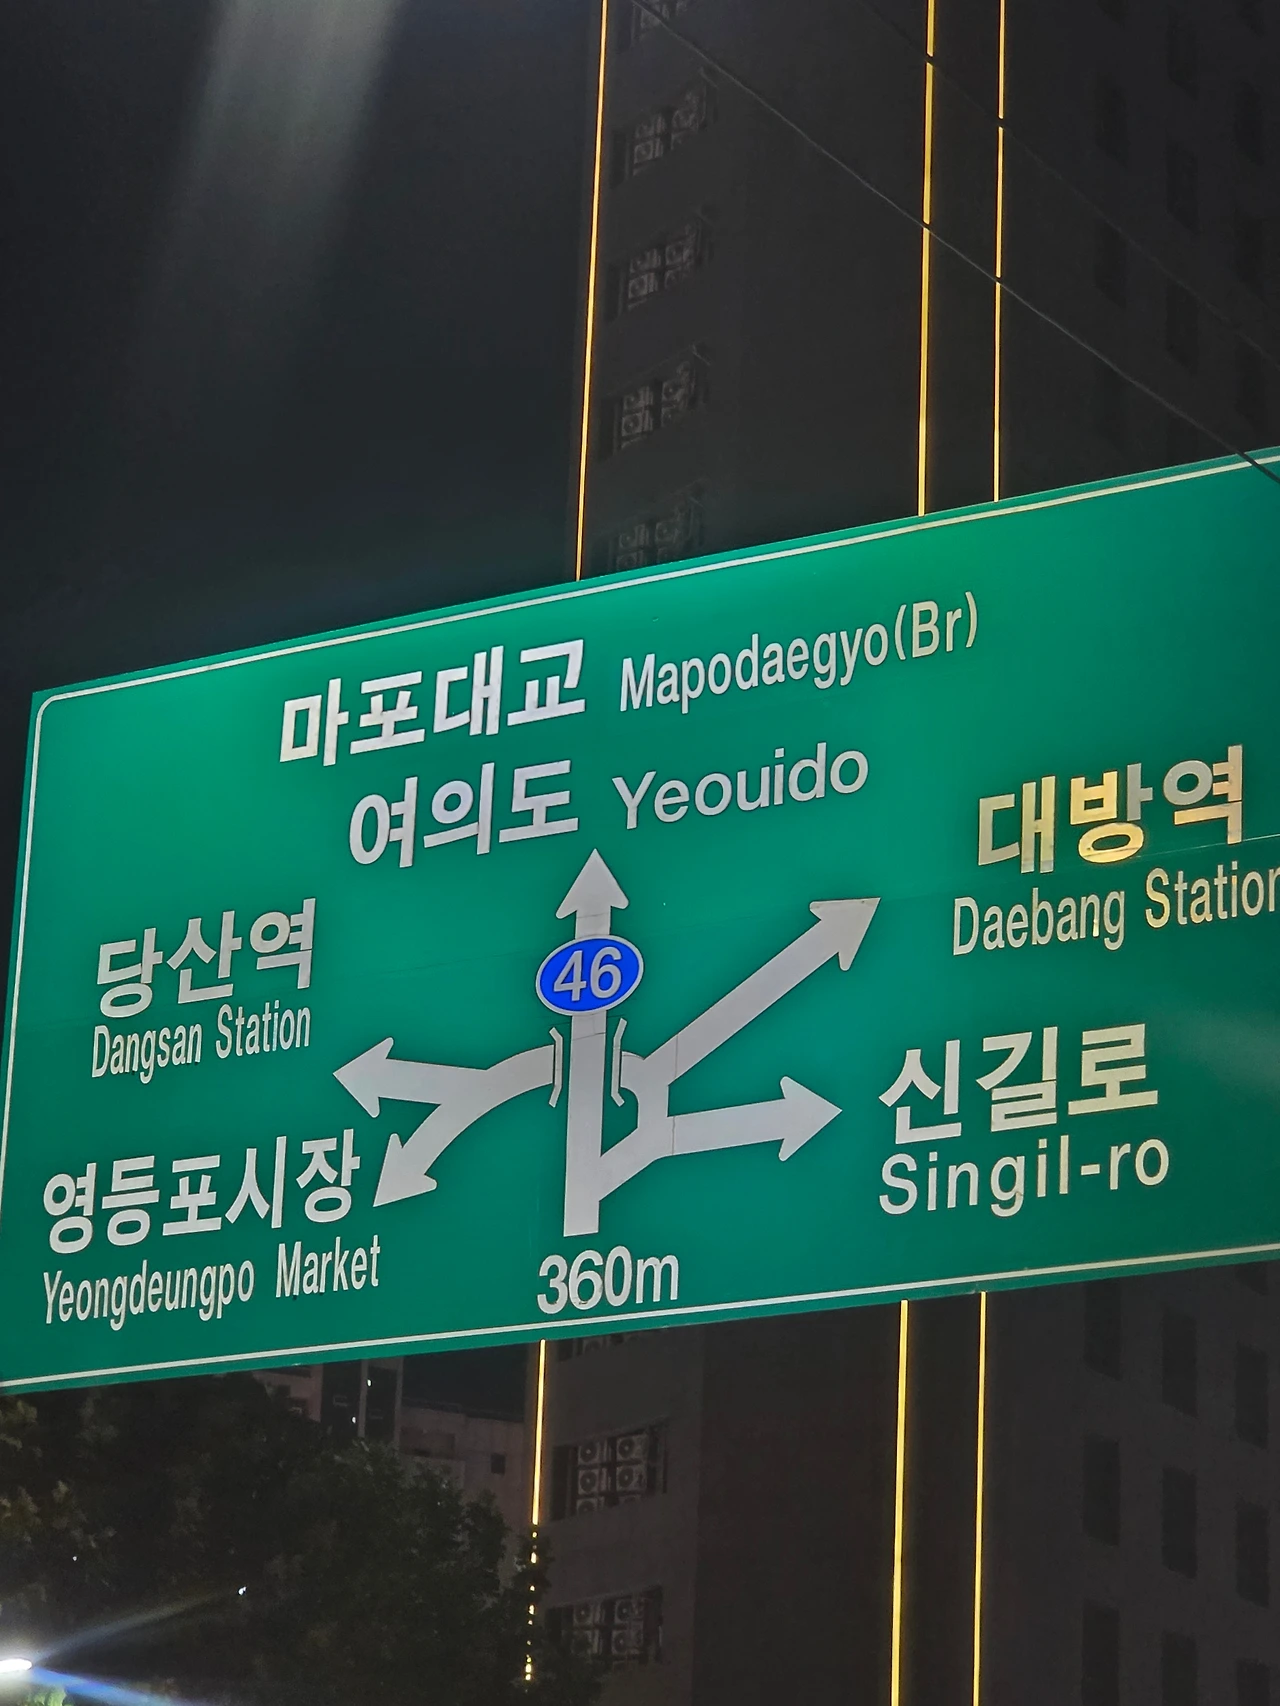 마포대교 Mapodaegyo(Br)
여의도 Yeouido
대방역
Daebang Station
당산역
Dangsan Station
46
신길로
Singil-ro
영등포시장
Yeongdeungpo Market
360m